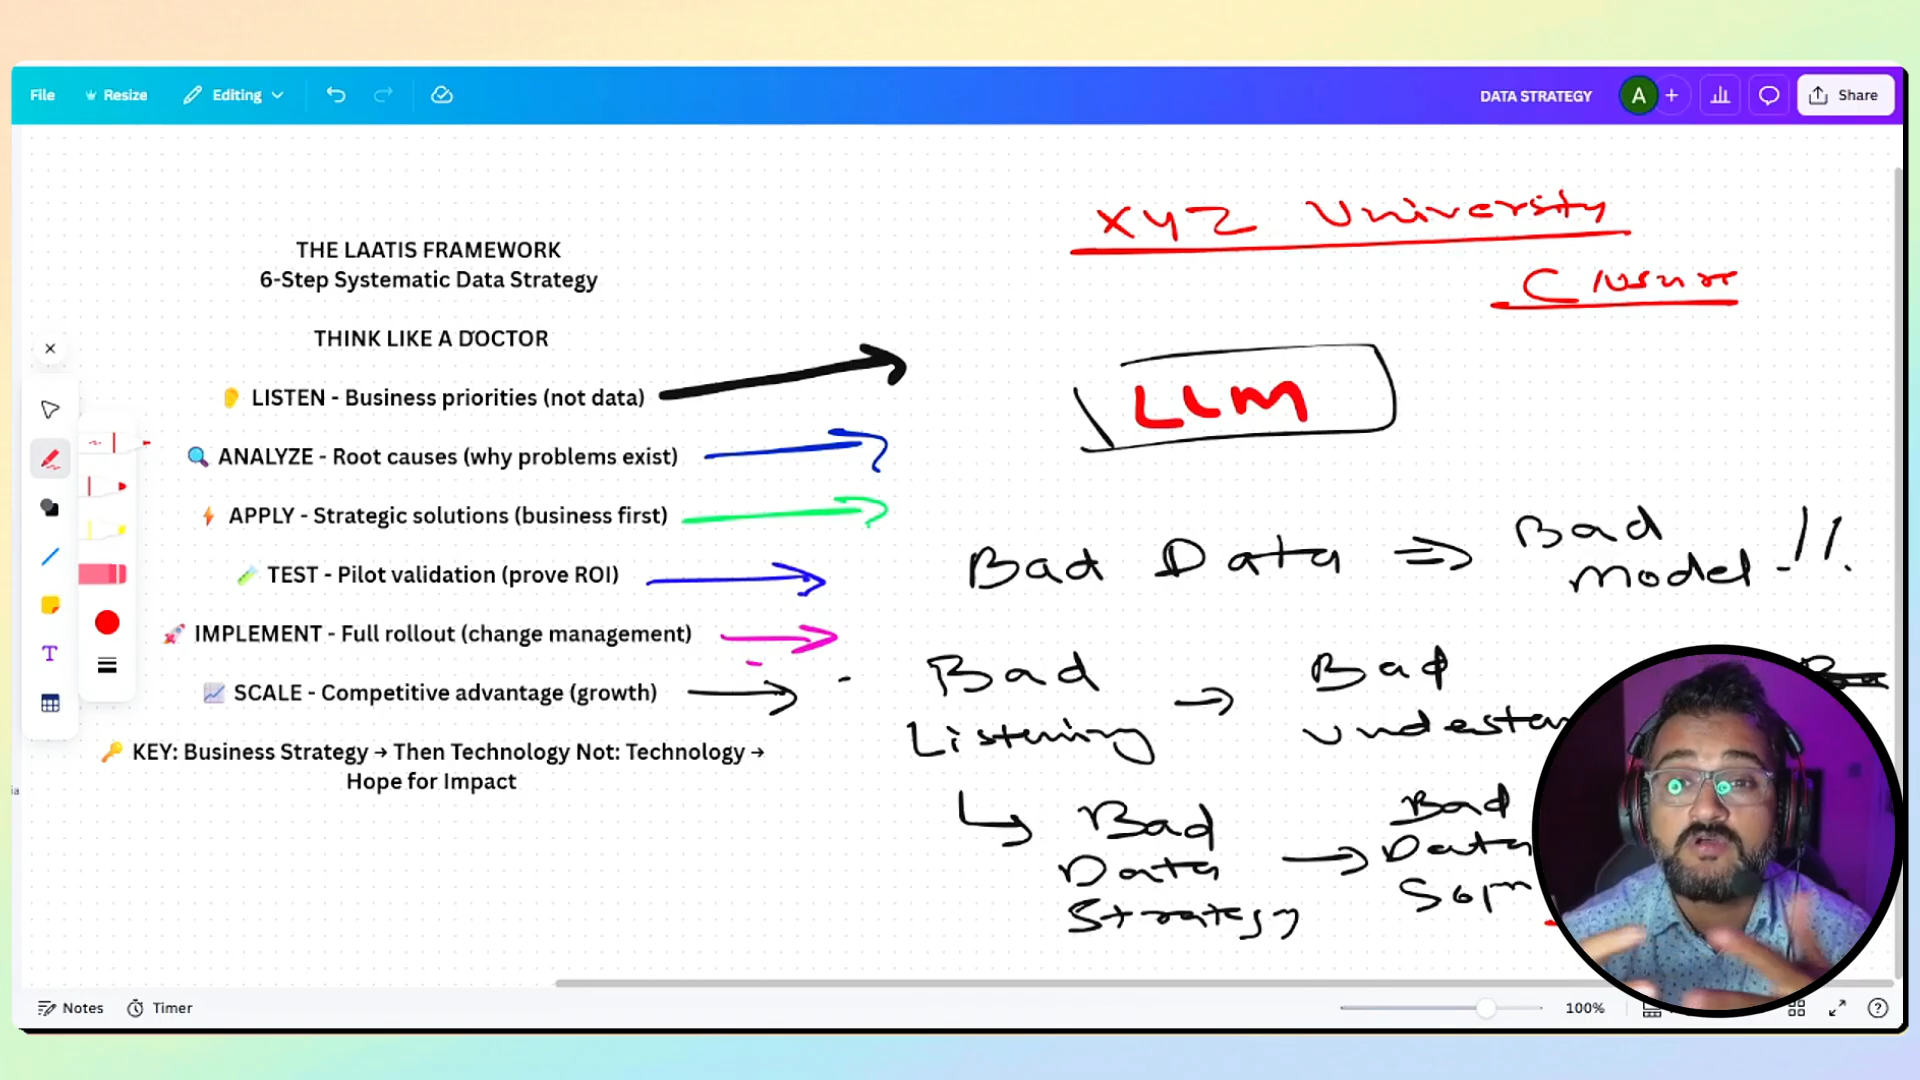 File Resize Editing DATA STRATEGY A + Share
THE LAATIS FRAMEWORK
6-Step Systematic Data Strategy
THINK LIKE A DOCTOR
LISTEN - Business priorities (not data)
ANALYZE - Root causes (why problems exist)
APPLY - Strategic solutions (business first)
TEST - Pilot validation (prove ROI)
IMPLEMENT - Full rollout (change management)
SCALE - Competitive advantage (growth)
KEY: Business Strategy → Then Technology Not: Technology →
Hope for Impact
XYZ University
LLM
Bad Data ⇒ Bad
model !!
Bad
Listening → Bad
Bad
Data
Strategy → Bad
Data
T
Notes Timer 100%